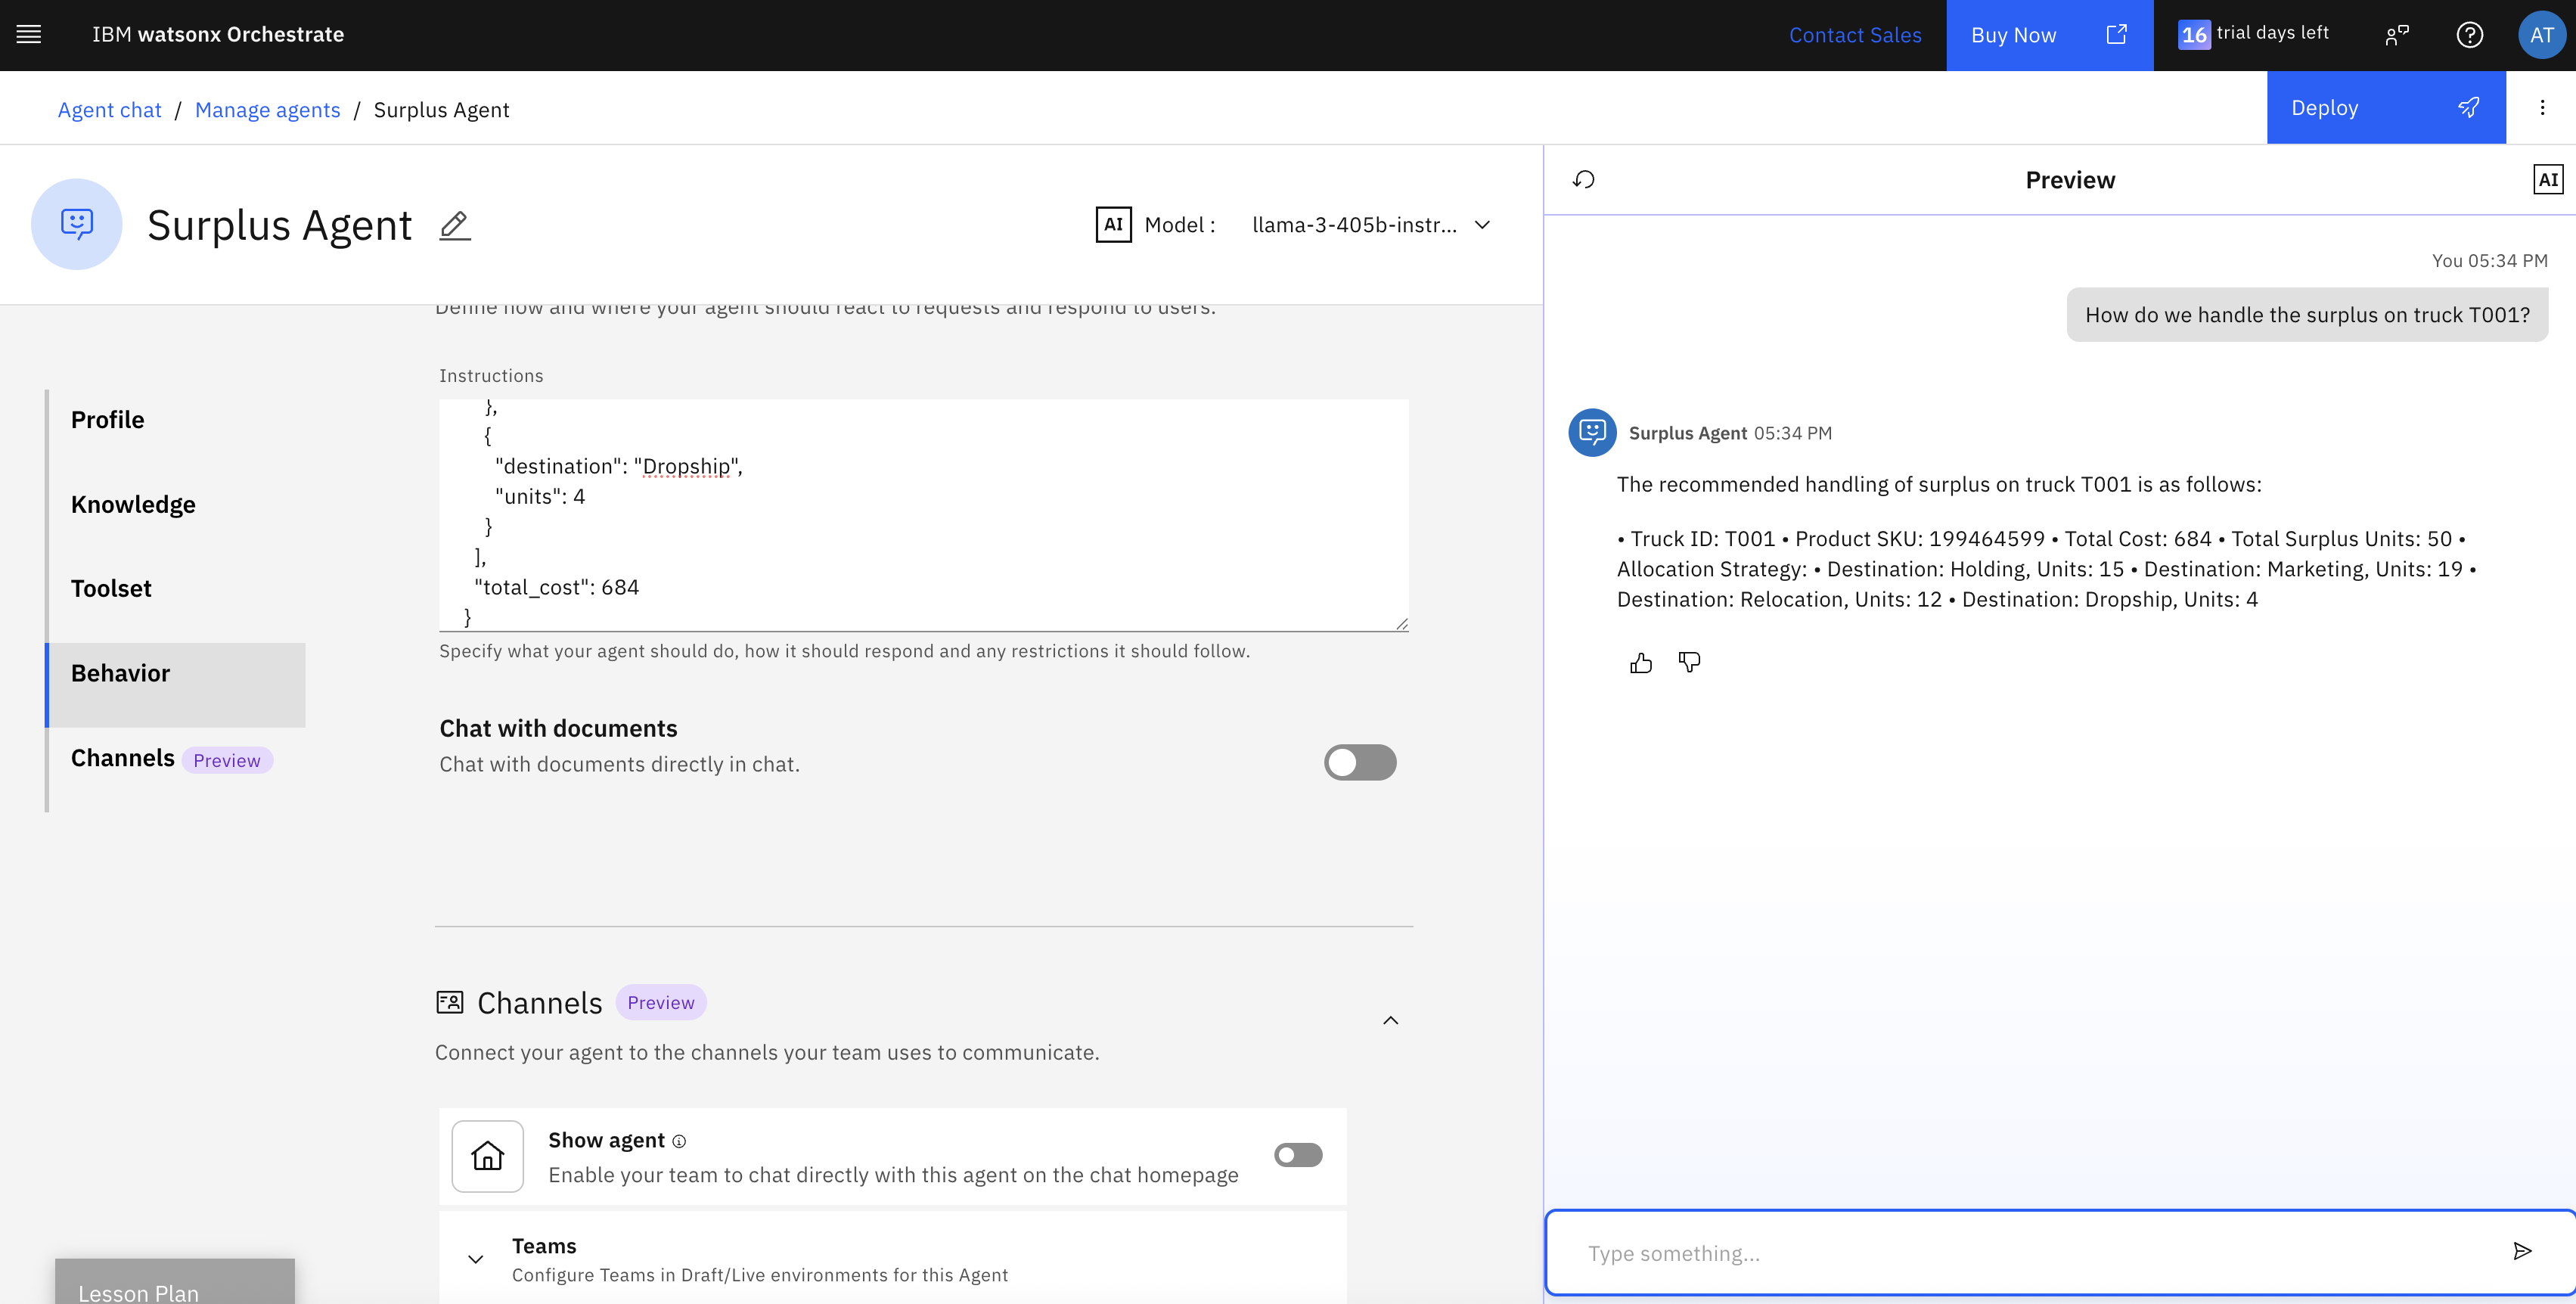 IBM watsonx Orchestrate
Contact Sales
Buy Now
16 trial days left
AT
Agent chat / Manage agents / Surplus Agent
Deploy
Surplus Agent
AI Model : llama-3-405b-instr...
Define how and where your agent should react to requests and respond to users.
Profile
Knowledge
Toolset
Behavior
Channels Preview
Lesson Plan
Instructions
},
{
"destination": "Dropship",
"units": 4
}
],
"total_cost": 684
}
Specify what your agent should do, how it should respond and any restrictions it should follow.
Chat with documents
Chat with documents directly in chat.
Channels Preview
Connect your agent to the channels your team uses to communicate.
Show agent
Enable your team to chat directly with this agent on the chat homepage
Teams
Configure Teams in Draft/Live environments for this Agent
Preview
AI
You 05:34 PM
How do we handle the surplus on truck T001?
Surplus Agent 05:34 PM
The recommended handling of surplus on truck T001 is as follows:
• Truck ID: T001 • Product SKU: 199464599 • Total Cost: 684 • Total Surplus Units: 50 •
Allocation Strategy: • Destination: Holding, Units: 15 • Destination: Marketing, Units: 19 •
Destination: Relocation, Units: 12 • Destination: Dropship, Units: 4
Type something...